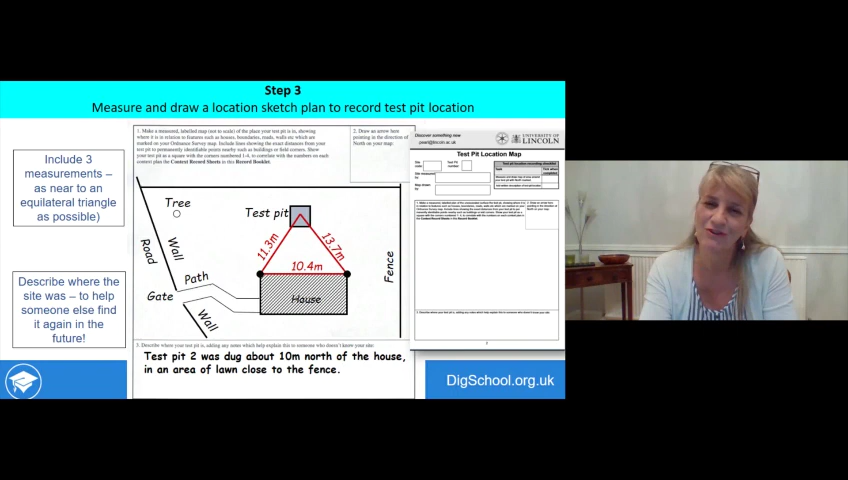 Step 3
Measure and draw a location sketch plan to record test pit location
Include 3
measurements –
as near to an
equilateral triangle
as possible)
Describe where the
site was – to help
someone else find
it again in the
future!
1. Make a measured, labelled map (not to scale) of the place your test pit is in, showing
where it is in relation to features such as houses, boundaries, roads, walls etc which are
marked on your Ordnance Survey map. Include lines showing the exact distances from your
test pit to permanently identifiable points nearby such as buildings or field corners. Show
your test pit as a square with the corners numbered 1-4, to correlate with the numbers on each
context plan the Context Record Sheets in this Record Booklet.
2. Draw an arrow here
pointing in the direction of
North on your map:
Tree
Test pit
Road
Wall
11.3m
13.7m
10.4m
Path
Gate
House
Fence
Wall
3. Describe where your test pit is, adding any notes which help explain this to someone who doesn't know your site:
Test pit 2 was dug about 10m north of the house,
in an area of lawn close to the fence.
Discover something new
UNIVERSITY OF
LINCOLN
Test Pit Location Map
DigSchool.org.uk